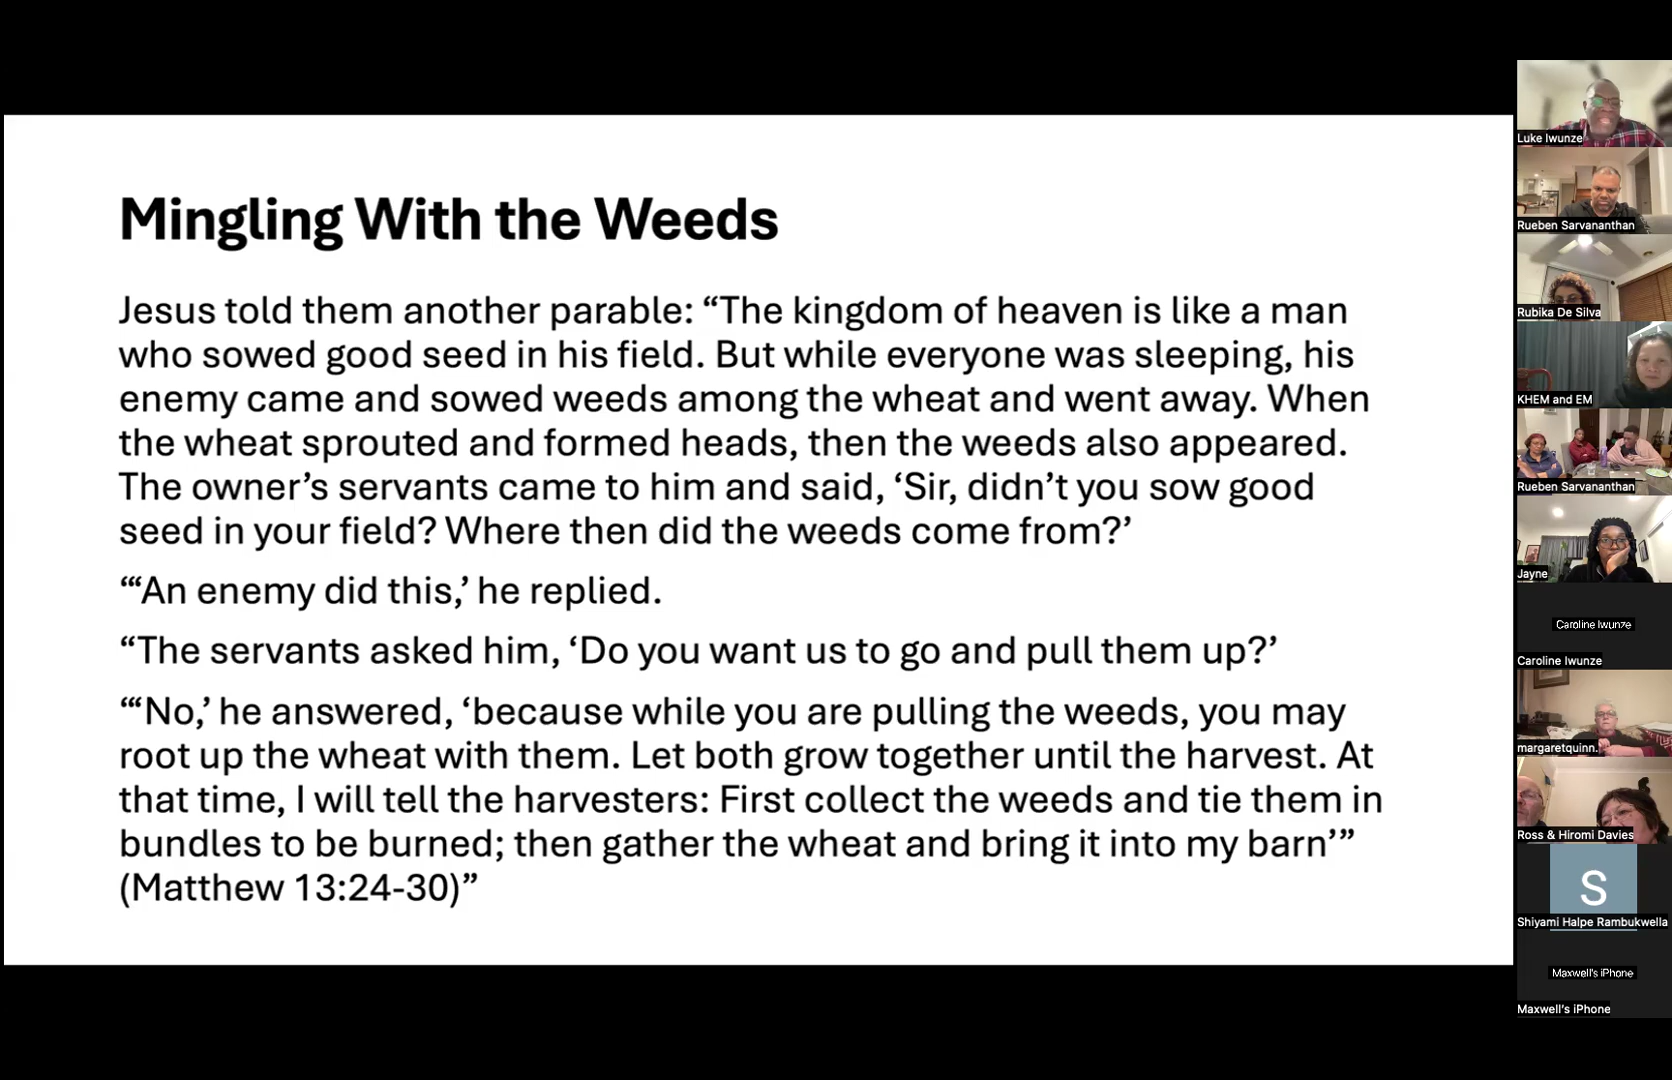 Mingling With the Weeds
Jesus told them another parable: “The kingdom of heaven is like a man
who sowed good seed in his field. But while everyone was sleeping, his
enemy came and sowed weeds among the wheat and went away. When
the wheat sprouted and formed heads, then the weeds also appeared.
The owner’s servants came to him and said, ‘Sir, didn’t you sow good
seed in your field? Where then did the weeds come from?’
“‘An enemy did this,’ he replied.
“The servants asked him, ‘Do you want us to go and pull them up?’
“‘No,’ he answered, ‘because while you are pulling the weeds, you may
root up the wheat with them. Let both grow together until the harvest. At
that time, I will tell the harvesters: First collect the weeds and tie them in
bundles to be burned; then gather the wheat and bring it into my barn’”
(Matthew 13:24-30)”
Luke Iwunze
Rueben Sarvananthan
Rubika De Silva
KHEM and EM
Rueben Sarvananthan
Jayne
Caroline Iwunze
Caroline Iwunze
margaretquinn.
Ross & Hiromi Davies
S
Shiyami Halpe Rambukwella
Maxwell's iPhone
Maxwell's iPhone